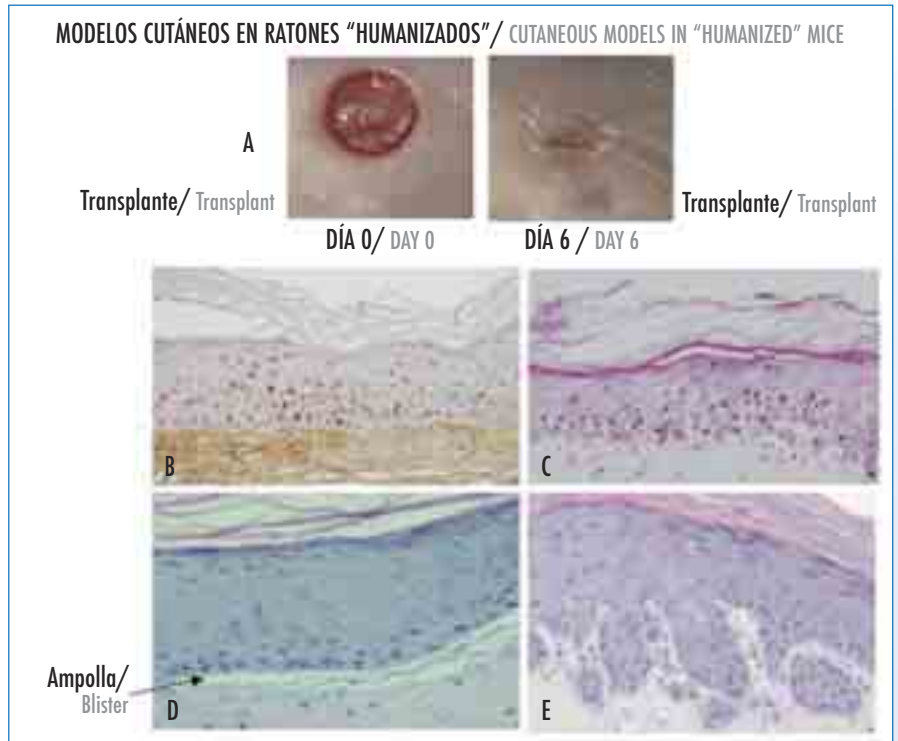 MODELOS CUTÁNEOS EN RATONES “HUMANIZADOS”/ CUTANEOUS MODELS IN “HUMANIZED” MICE
A
Transplante/ Transplant
Transplante/ Transplant
DÍA 0/ DAY 0
DÍA 6 / DAY 6
B
C
Ampolla/
Blister
D
E